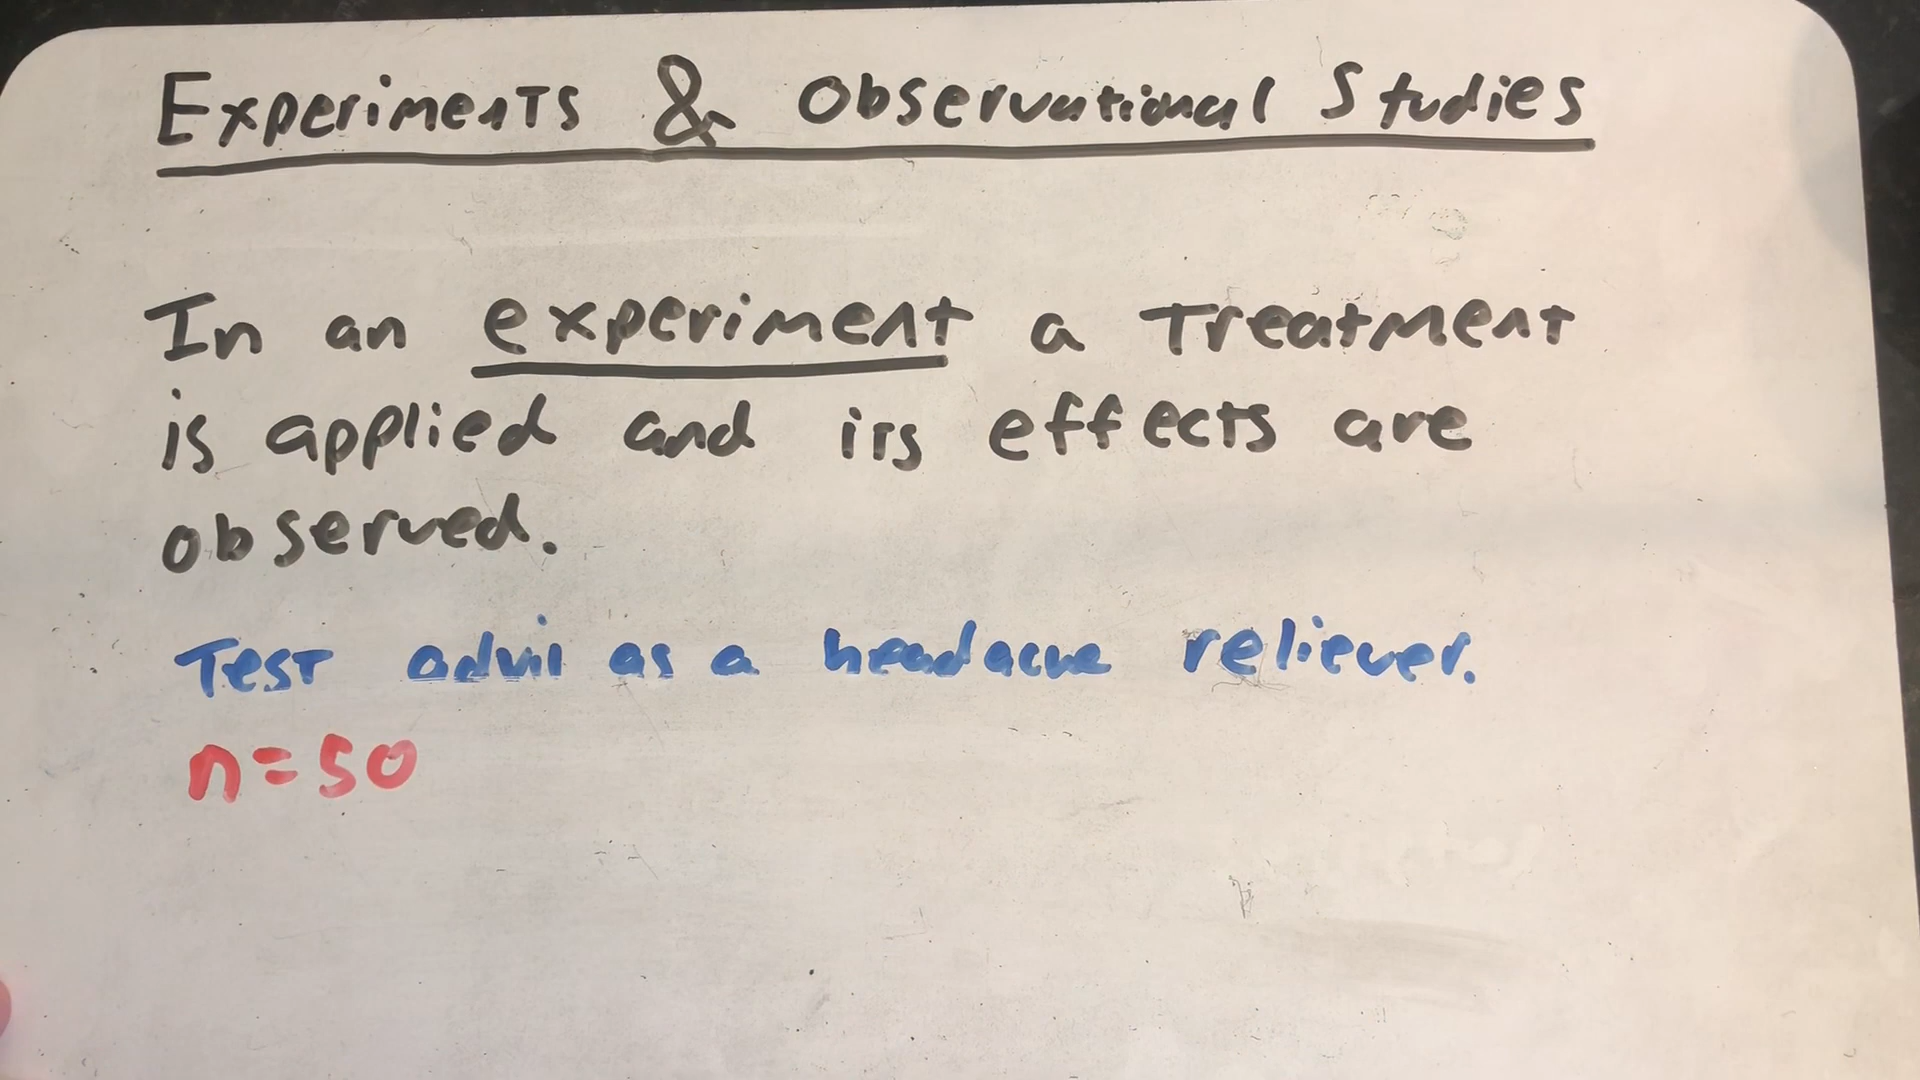 Experiments & Observational Studies
In an experiment a Treatment
is applied and its effects are
observed.
Test advil as a headache reliever.
n=50